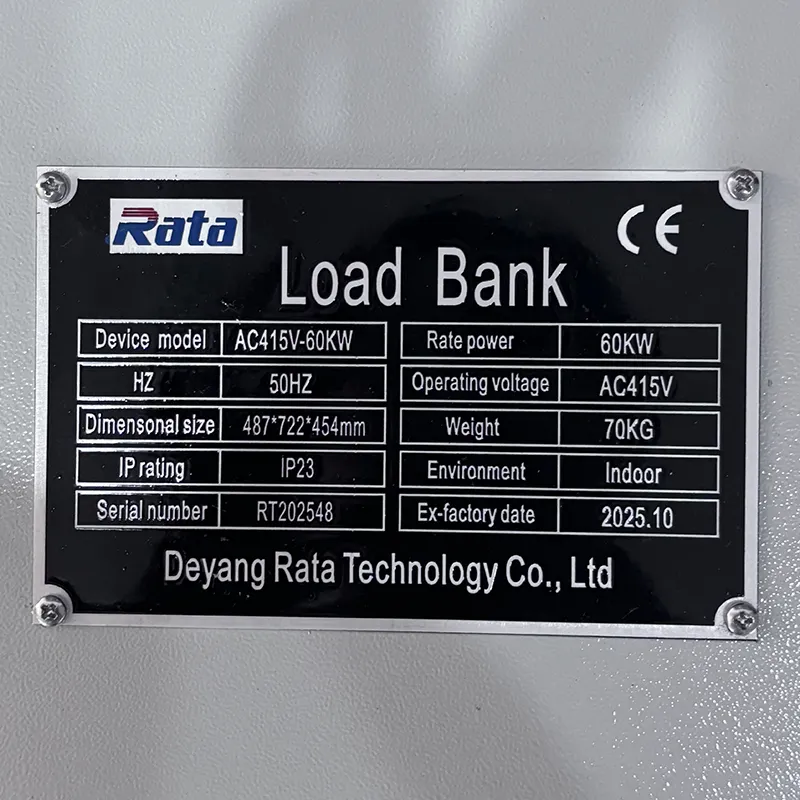 Rata
CE
Load Bank
Device model AC415V-60KW Rate power 60KW
HZ 50HZ Operating voltage AC415V
Dimensonal size 487*722*454mm Weight 70KG
IP rating IP23 Environment Indoor
Serial number RT202548 Ex-factory date 2025.10
Deyang Rata Technology Co., Ltd